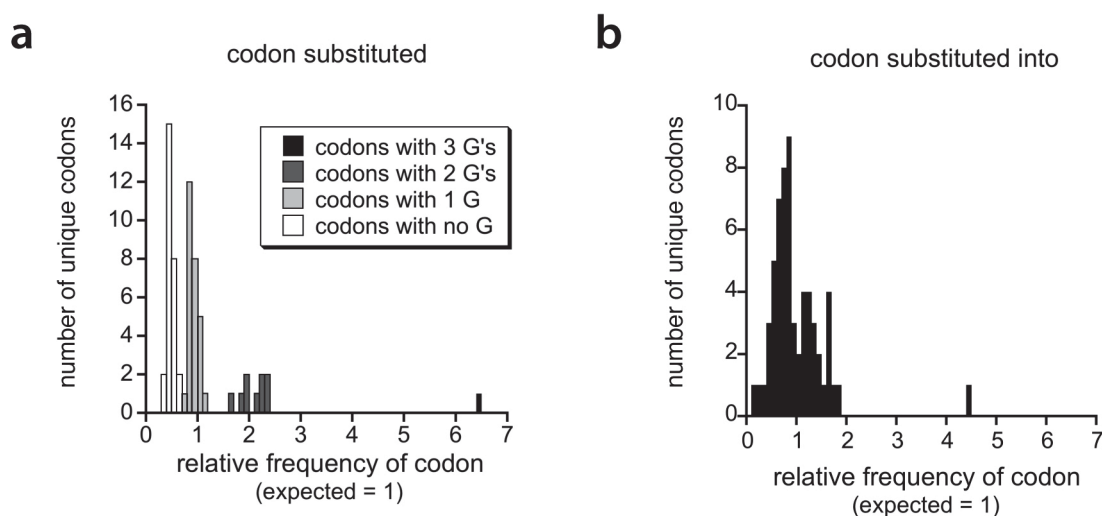 a
codon substituted
number of unique codons
16
14
12
10
8
6
4
2
0
codons with 3 G's
codons with 2 G's
codons with 1 G
codons with no G
0 1 2 3 4 5 6 7
relative frequency of codon
(expected = 1)
b
codon substituted into
number of unique codons
10
8
6
4
2
0
0 1 2 3 4 5 6 7
relative frequency of codon
(expected = 1)